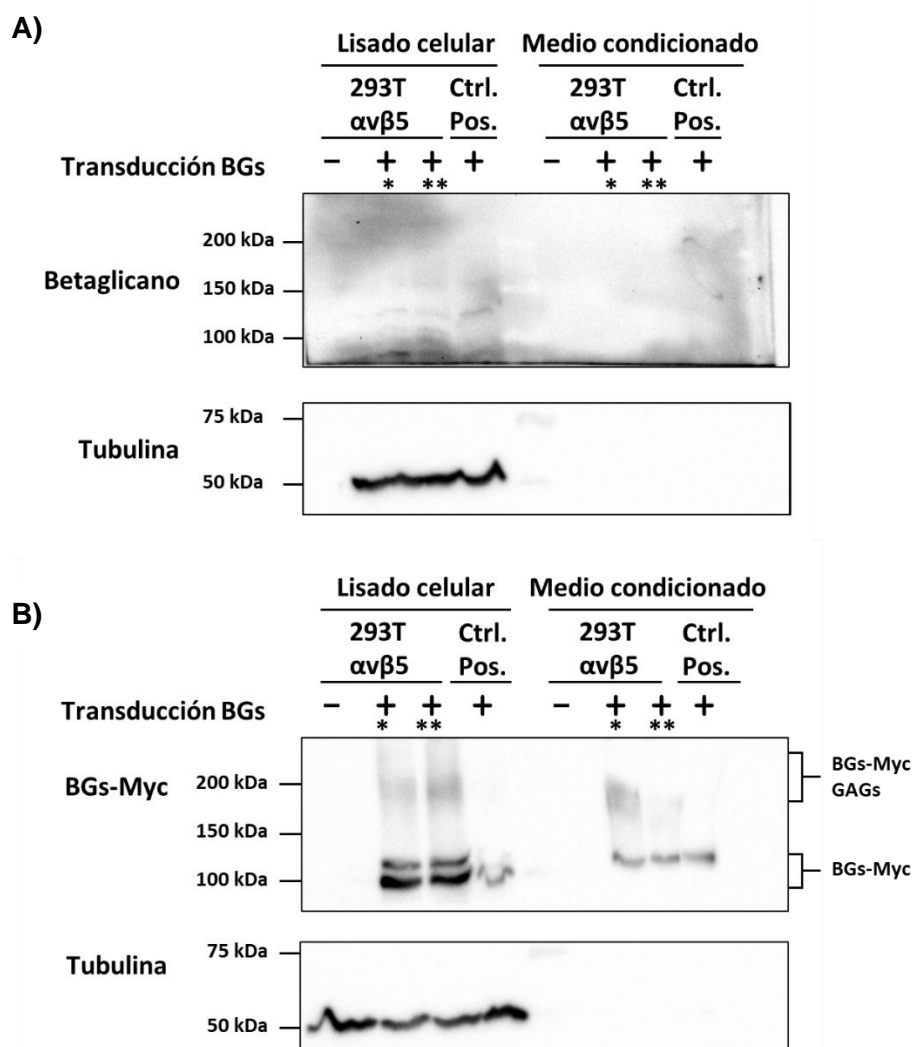 A)
Lisado celular Medio condicionado
293T Ctrl. 293T Ctrl.
αvβ5 Pos. αvβ5 Pos.
Transducción BGs − + + + − + + +
* ** * **
200 kDa
Betaglicano
150 kDa
100 kDa
75 kDa
Tubulina
50 kDa
B)
Lisado celular Medio condicionado
293T Ctrl. 293T Ctrl.
αvβ5 Pos. αvβ5 Pos.
Transducción BGs − + + + − + + +
* ** * **
BGs-Myc 200 kDa BGs-Myc
GAGs
150 kDa
100 kDa BGs-Myc
75 kDa
Tubulina
50 kDa